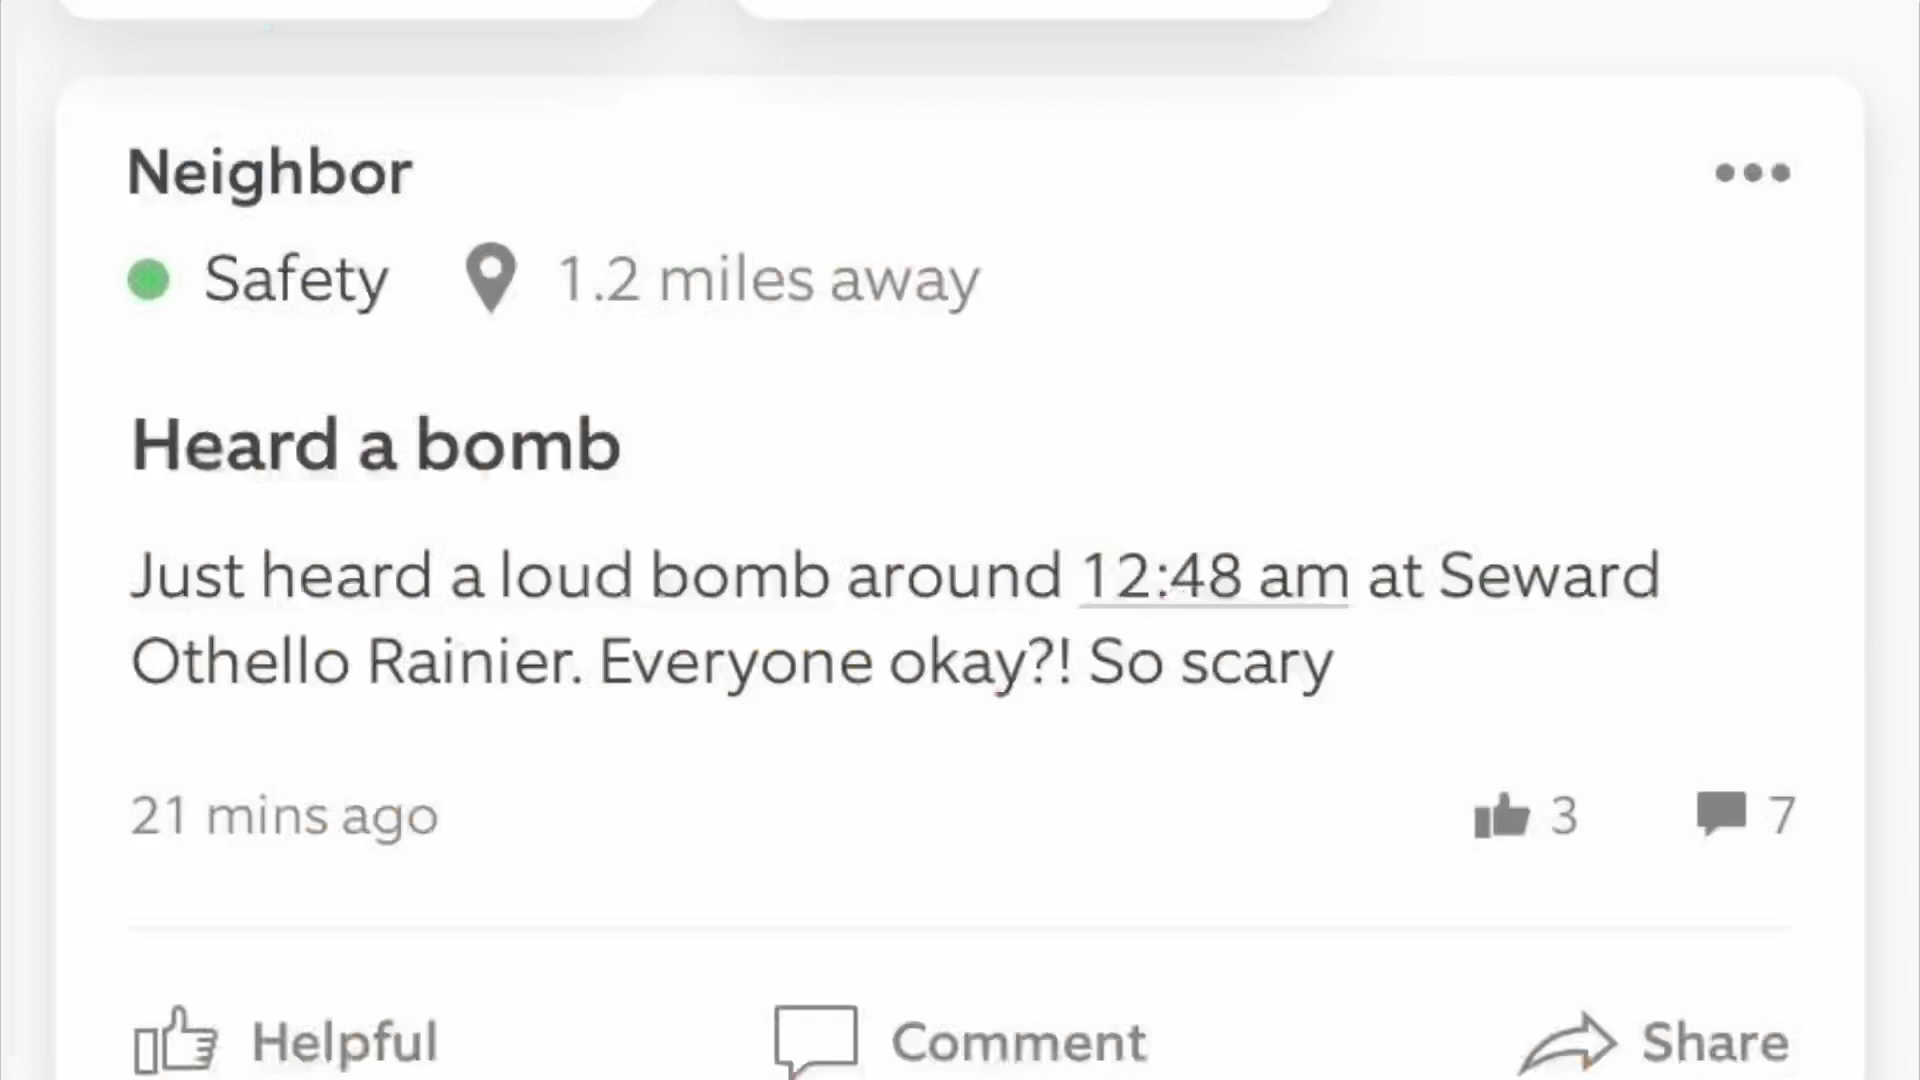 Neighbor
Safety 1.2 miles away
Heard a bomb
Just heard a loud bomb around 12:48 am at Seward
Othello Rainier. Everyone okay?! So scary
21 mins ago 3 7
Helpful Comment Share